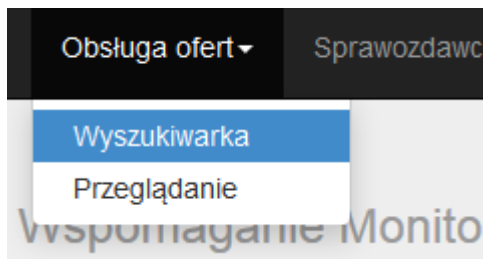 Obsługa ofert Sprawozdawc
Wyszukiwarka
Przeglądanie
Wspomaganie Monito